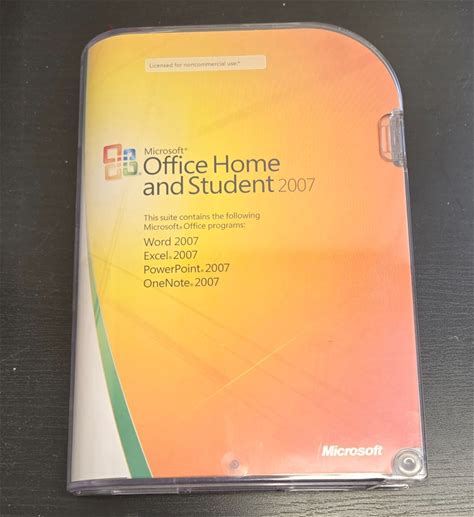 Licensed for noncommercial use.*
Microsoft®
Office Home
and Student 2007
This suite contains the following
Microsoft® Office programs:
Word 2007
Excel® 2007
PowerPoint® 2007
OneNote® 2007
Microsoft